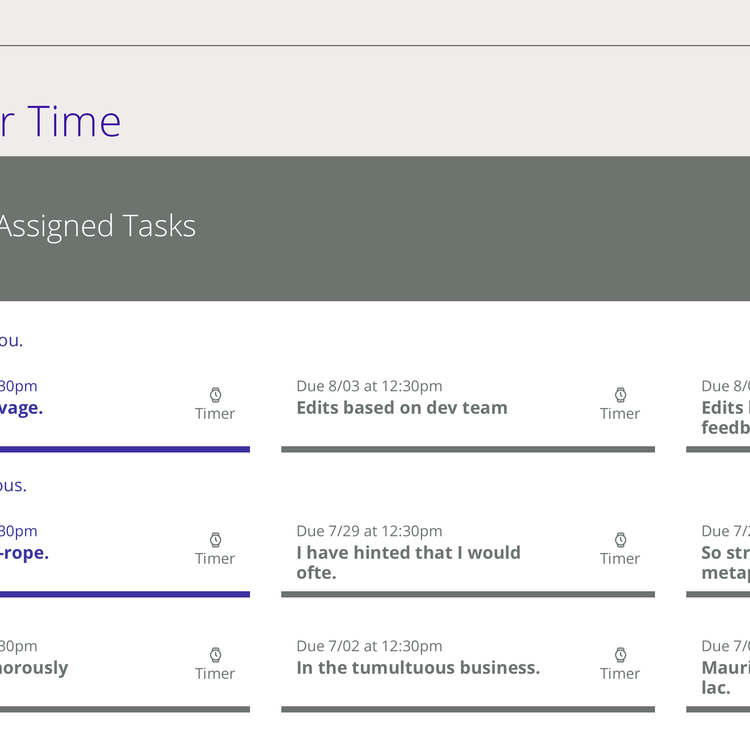 r Time
Assigned Tasks
ou.
30pm
vage.
Timer
Due 8/03 at 12:30pm
Edits based on dev team
Timer
Due 8/0
Edits
feedb
ous.
30pm
-rope.
Timer
Due 7/29 at 12:30pm
I have hinted that I would
ofte.
Timer
Due 7/2
So str
metap
30pm
orously
Timer
Due 7/02 at 12:30pm
In the tumultuous business.
Timer
Due 7/0
Mauri
lac.